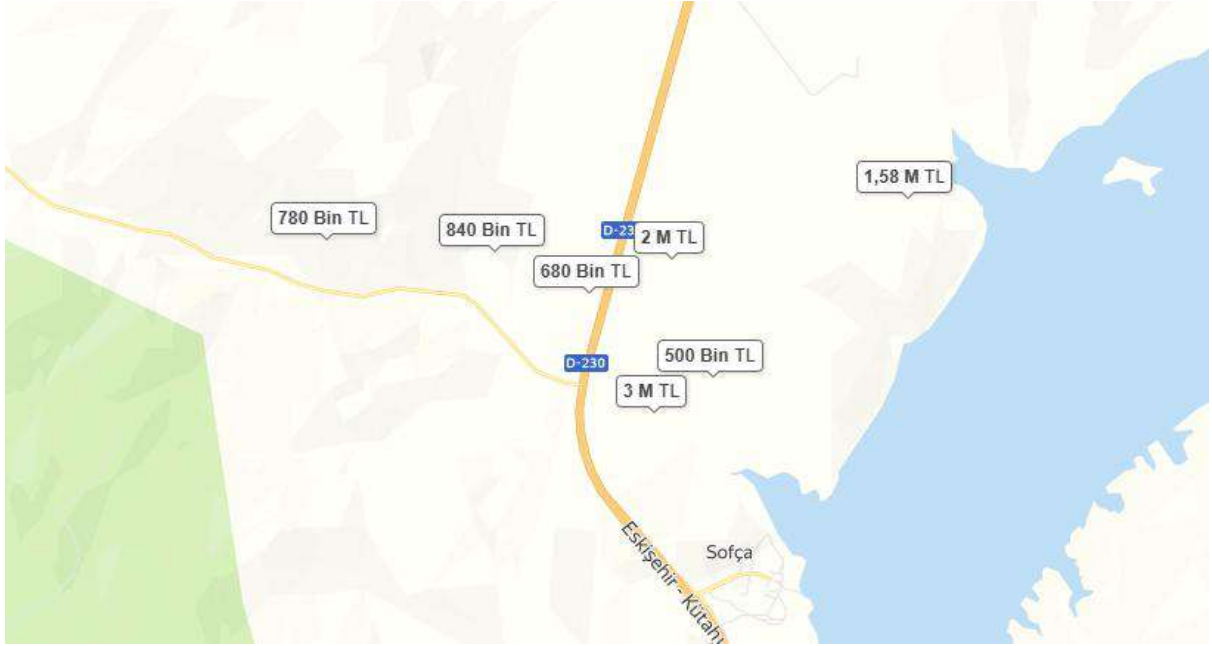 1,58 M TL
780 Bin TL
840 Bin TL
D-23
2 M TL
680 Bin TL
D-230
500 Bin TL
3 M TL
Sofça
Eskişehir - Kütahy